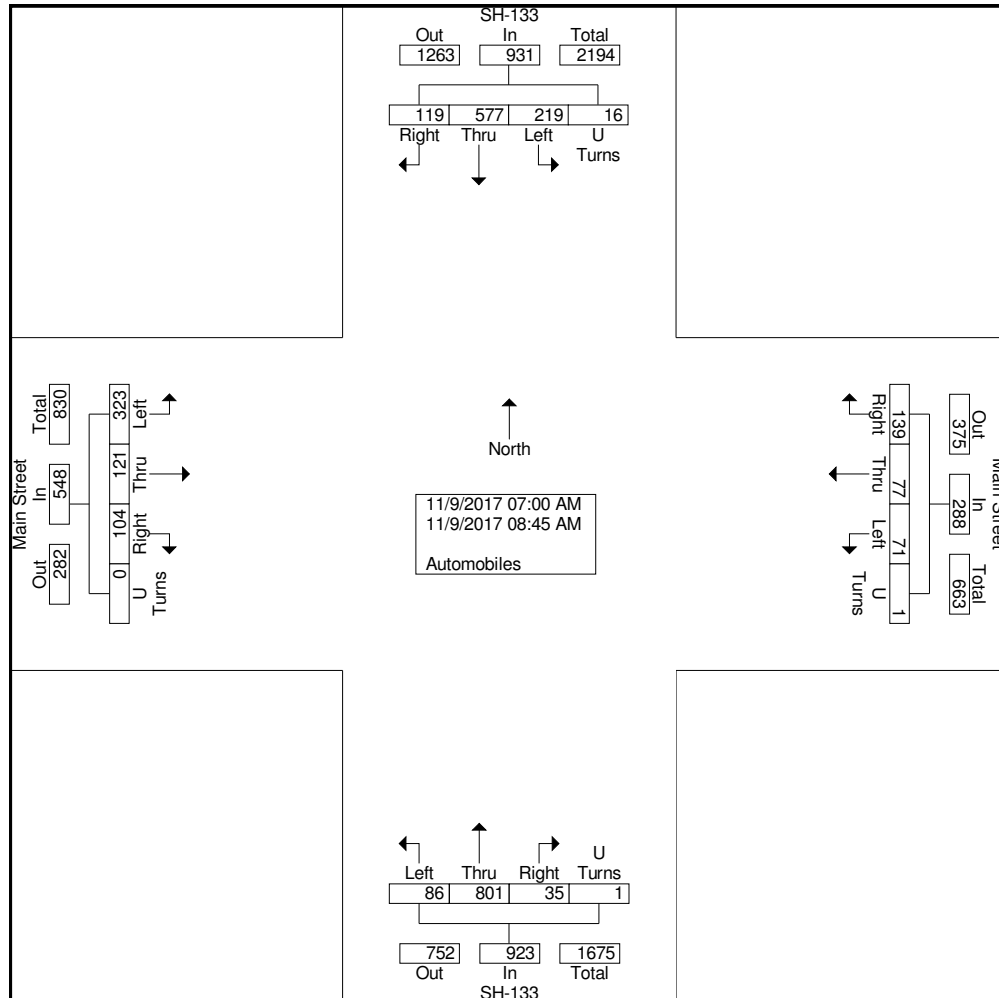 SH-133
Out In Total
1263 931 2194
119 577 219 16
Right Thru Left U
Turns
Main Street
Total In Out
830 548 282
323 121 104 0
Left Thru Right U
Turns
North
11/9/2017 07:00 AM
11/9/2017 08:45 AM
Automobiles
Right Thru Left U
Turns
139 77 71 1
Out In Total
375 288 663
Main Street
U
Left Thru Right Turns
86 801 35 1
752 923 1675
Out In Total
SH-133